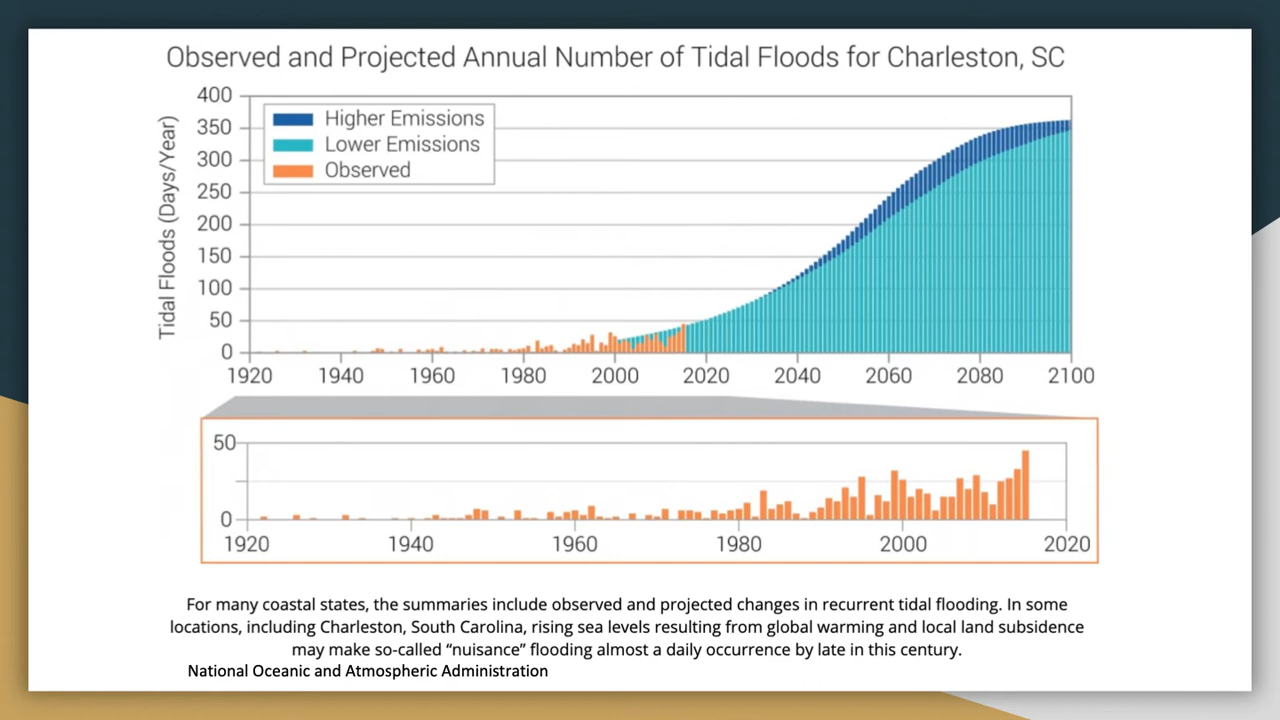 Observed and Projected Annual Number of Tidal Floods for Charleston, SC
Tidal Floods (Days/Year)
400
350
300
250
200
150
100
50
0
Higher Emissions
Lower Emissions
Observed
1920 1940 1960 1980 2000 2020 2040 2060 2080 2100
50
0
1920 1940 1960 1980 2000 2020
For many coastal states, the summaries include observed and projected changes in recurrent tidal flooding. In some
locations, including Charleston, South Carolina, rising sea levels resulting from global warming and local land subsidence
may make so-called “nuisance” flooding almost a daily occurrence by late in this century.
National Oceanic and Atmospheric Administration